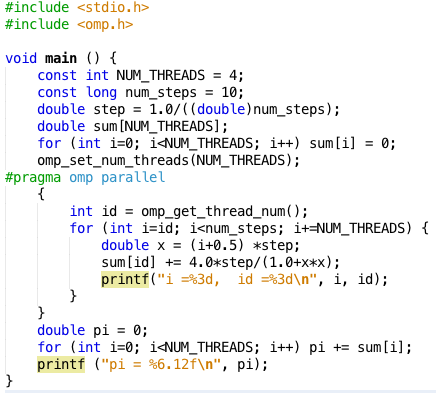 #include <stdio.h>
#include <omp.h>

void main () {
    const int NUM_THREADS = 4;
    const long num_steps = 10;
    double step = 1.0/((double)num_steps);
    double sum[NUM_THREADS];
    for (int i=0; i<NUM_THREADS; i++) sum[i] = 0;
    omp_set_num_threads(NUM_THREADS);
#pragma omp parallel
    {
        int id = omp_get_thread_num();
        for (int i=id; i<num_steps; i+=NUM_THREADS) {
            double x = (i+0.5) *step;
            sum[id] += 4.0*step/(1.0+x*x);
            printf("i =%3d,  id =%3d\n", i, id);
        }
    }
    double pi = 0;
    for (int i=0; i<NUM_THREADS; i++) pi += sum[i];
    printf ("pi = %6.12f\n", pi);
}